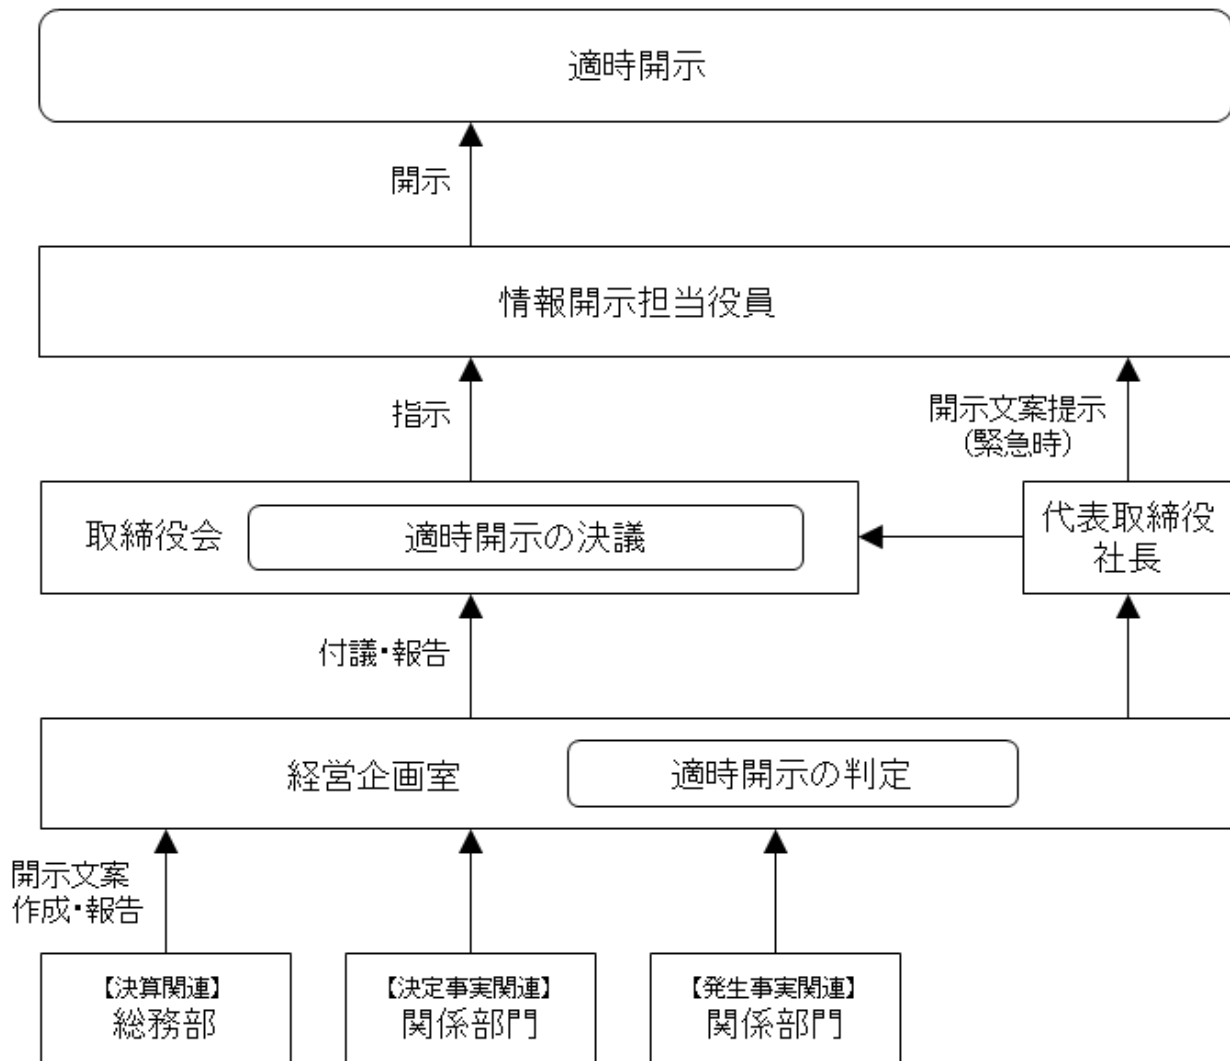 適時開示
開示
情報開示担当役員
指示
開示文案提示
(緊急時)
取締役会
適時開示の決議
代表取締役
社長
付議・報告
経営企画室
適時開示の判定
開示文案
作成・報告
【決算関連】
総務部
【決定事実関連】
関係部門
【発生事実関連】
関係部門